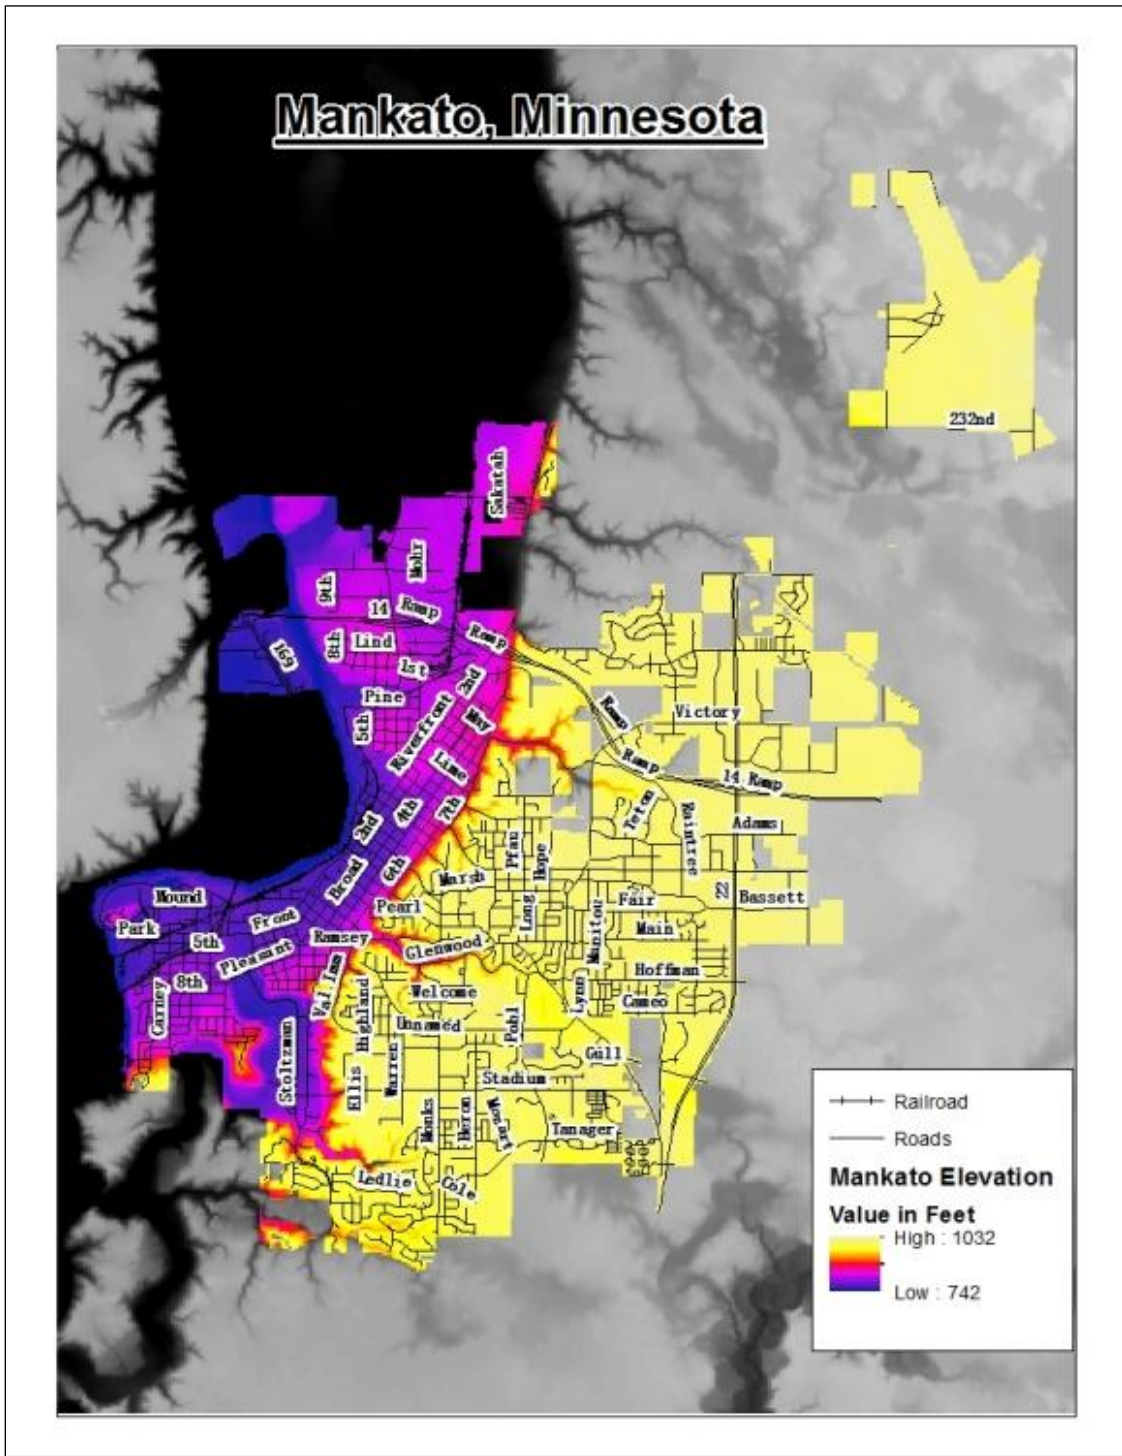 Mankato, Minnesota
232nd
Sakatah
Mohr
9th
14
Ramp
Ramp
8th
Lind
169
1st
2nd
Pine
Riverfront
5th
May
Ramp
Victory
Lime
Ramp
14 Ramp
4th
7th
Teton
2nd
Raintree
Adams
Pfau
Hope
Broad
6th
Marsh
22
Bassett
Mound
Pearl
Fair
Front
Long
Manitou
Park
Main
5th
Ramsey
Glenwood
Pleasant
Hoffman
8th
Val Imm
Welcome
Lynn
Cameo
Carney
Highland
Unnamed
Pohl
Stoltzman
Warren
Gull
Ellis
Stadium
Monks
Heron
Tanager
Ledlie
Cole
Railroad
Roads
Mankato Elevation
Value in Feet
High : 1032
Low : 742